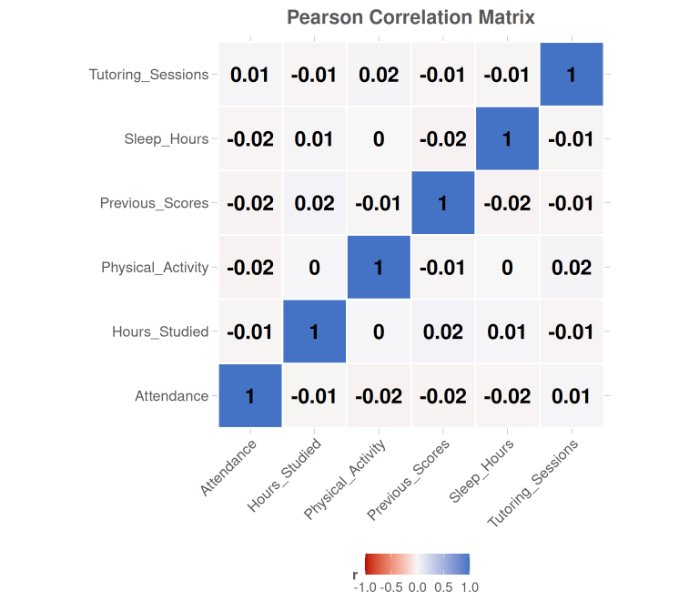 Pearson Correlation Matrix
Tutoring_Sessions 0.01 -0.01 0.02 -0.01 -0.01 1
Sleep_Hours -0.02 0.01 0 -0.02 1 -0.01
Previous_Scores -0.02 0.02 -0.01 1 -0.02 -0.01
Physical_Activity -0.02 0 1 -0.01 0 0.02
Hours_Studied -0.01 1 0 0.02 0.01 -0.01
Attendance 1 -0.01 -0.02 -0.02 -0.02 0.01
Attendance Hours_Studied Physical_Activity Previous_Scores Sleep_Hours Tutoring_Sessions
r -1.0 -0.5 0.0 0.5 1.0